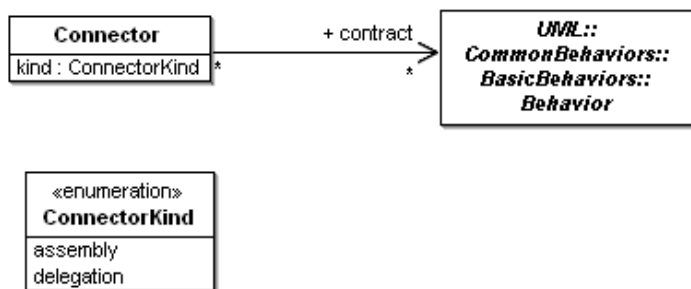 Connector
kind : ConnectorKind
*
+ contract
*
UML::
CommonBehaviors::
BasicBehaviors::
Behavior
«enumeration»
ConnectorKind
assembly
delegation